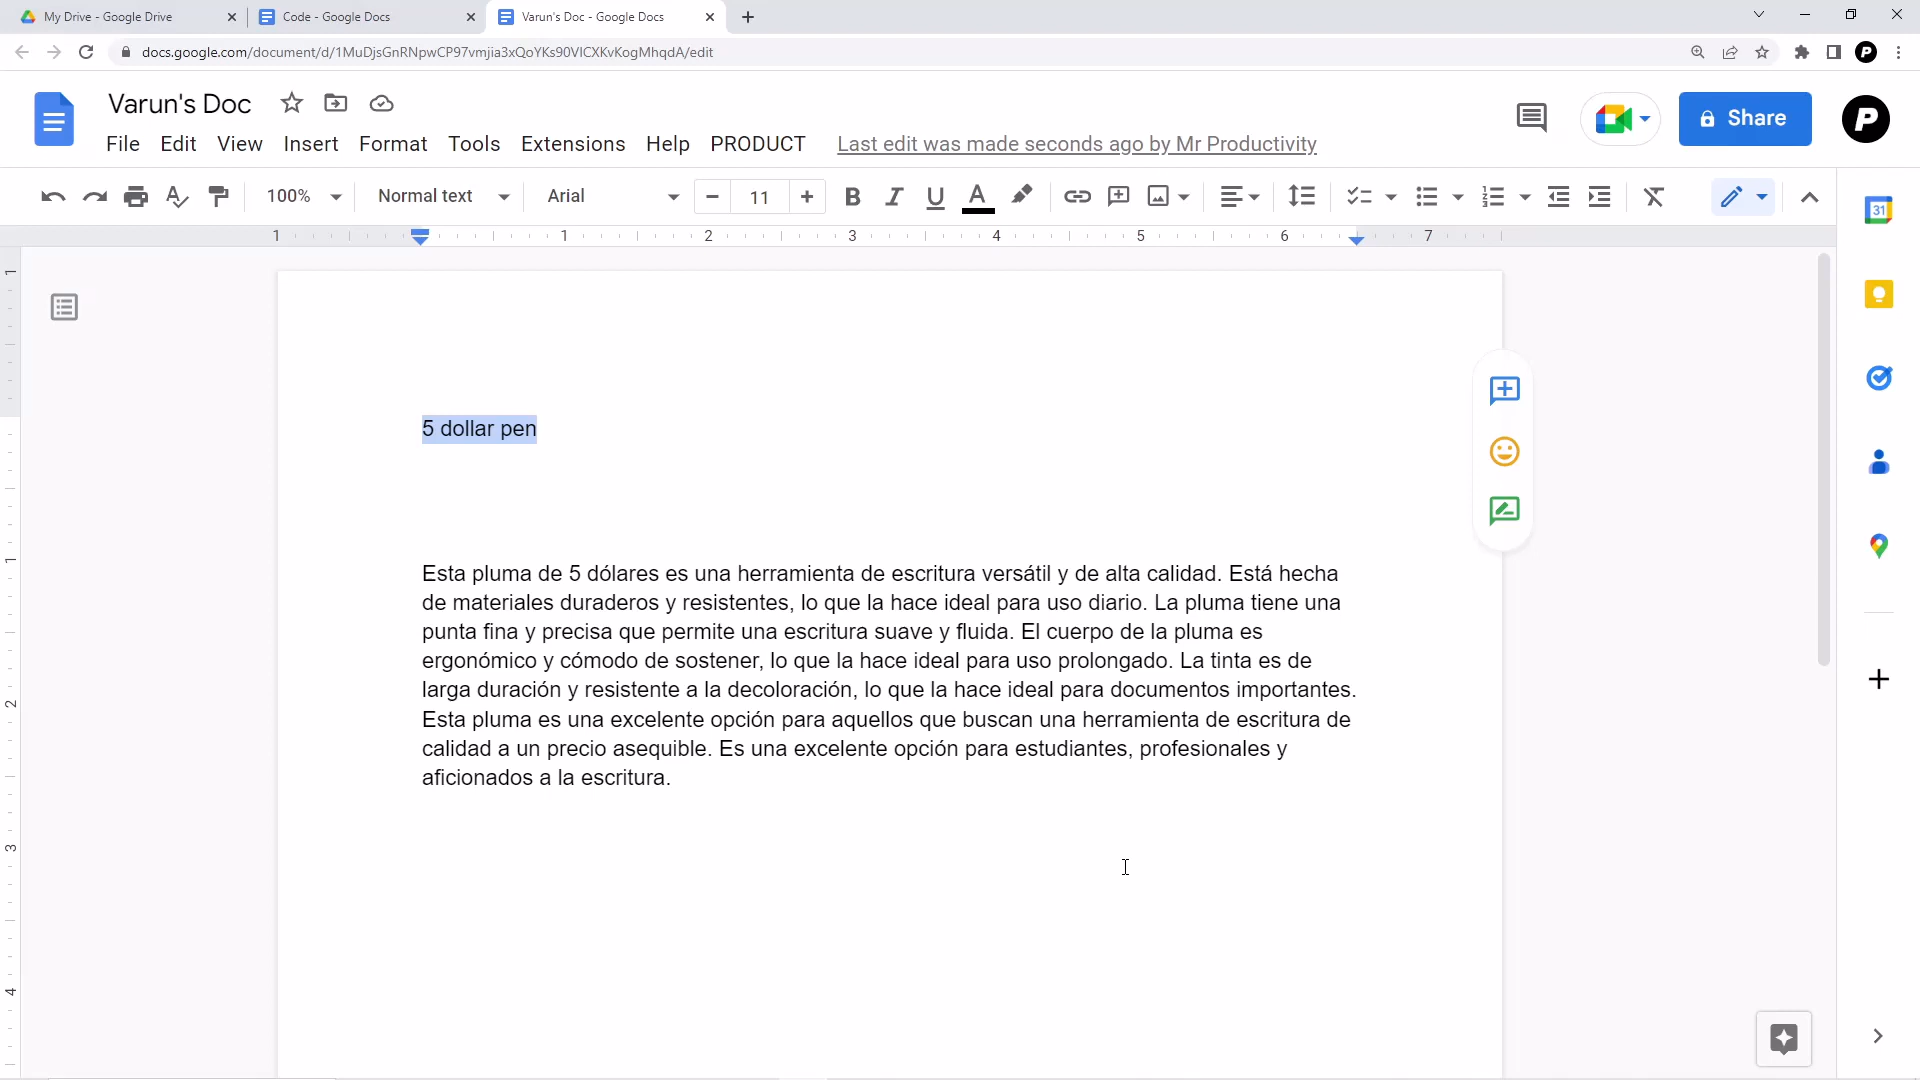 My Drive - Google Drive
Code - Google Docs
Varun's Doc - Google Docs
docs.google.com/document/d/1MuDjsGnRNpwCP97vmjia3xQoYKs90VlCXKvKogMhqdA/edit
Varun's Doc
File Edit View Insert Format Tools Extensions Help PRODUCT Last edit was made seconds ago by Mr Productivity
Share
100% Normal text Arial 11
1 1 2 3 4 5 6 7
31
5 dollar pen
Esta pluma de 5 dólares es una herramienta de escritura versátil y de alta calidad. Está hecha
de materiales duraderos y resistentes, lo que la hace ideal para uso diario. La pluma tiene una
punta fina y precisa que permite una escritura suave y fluida. El cuerpo de la pluma es
ergonómico y cómodo de sostener, lo que la hace ideal para uso prolongado. La tinta es de
larga duración y resistente a la decoloración, lo que la hace ideal para documentos importantes.
Esta pluma es una excelente opción para aquellos que buscan una herramienta de escritura de
calidad a un precio asequible. Es una excelente opción para estudiantes, profesionales y
aficionados a la escritura.
1
1
2
3
4